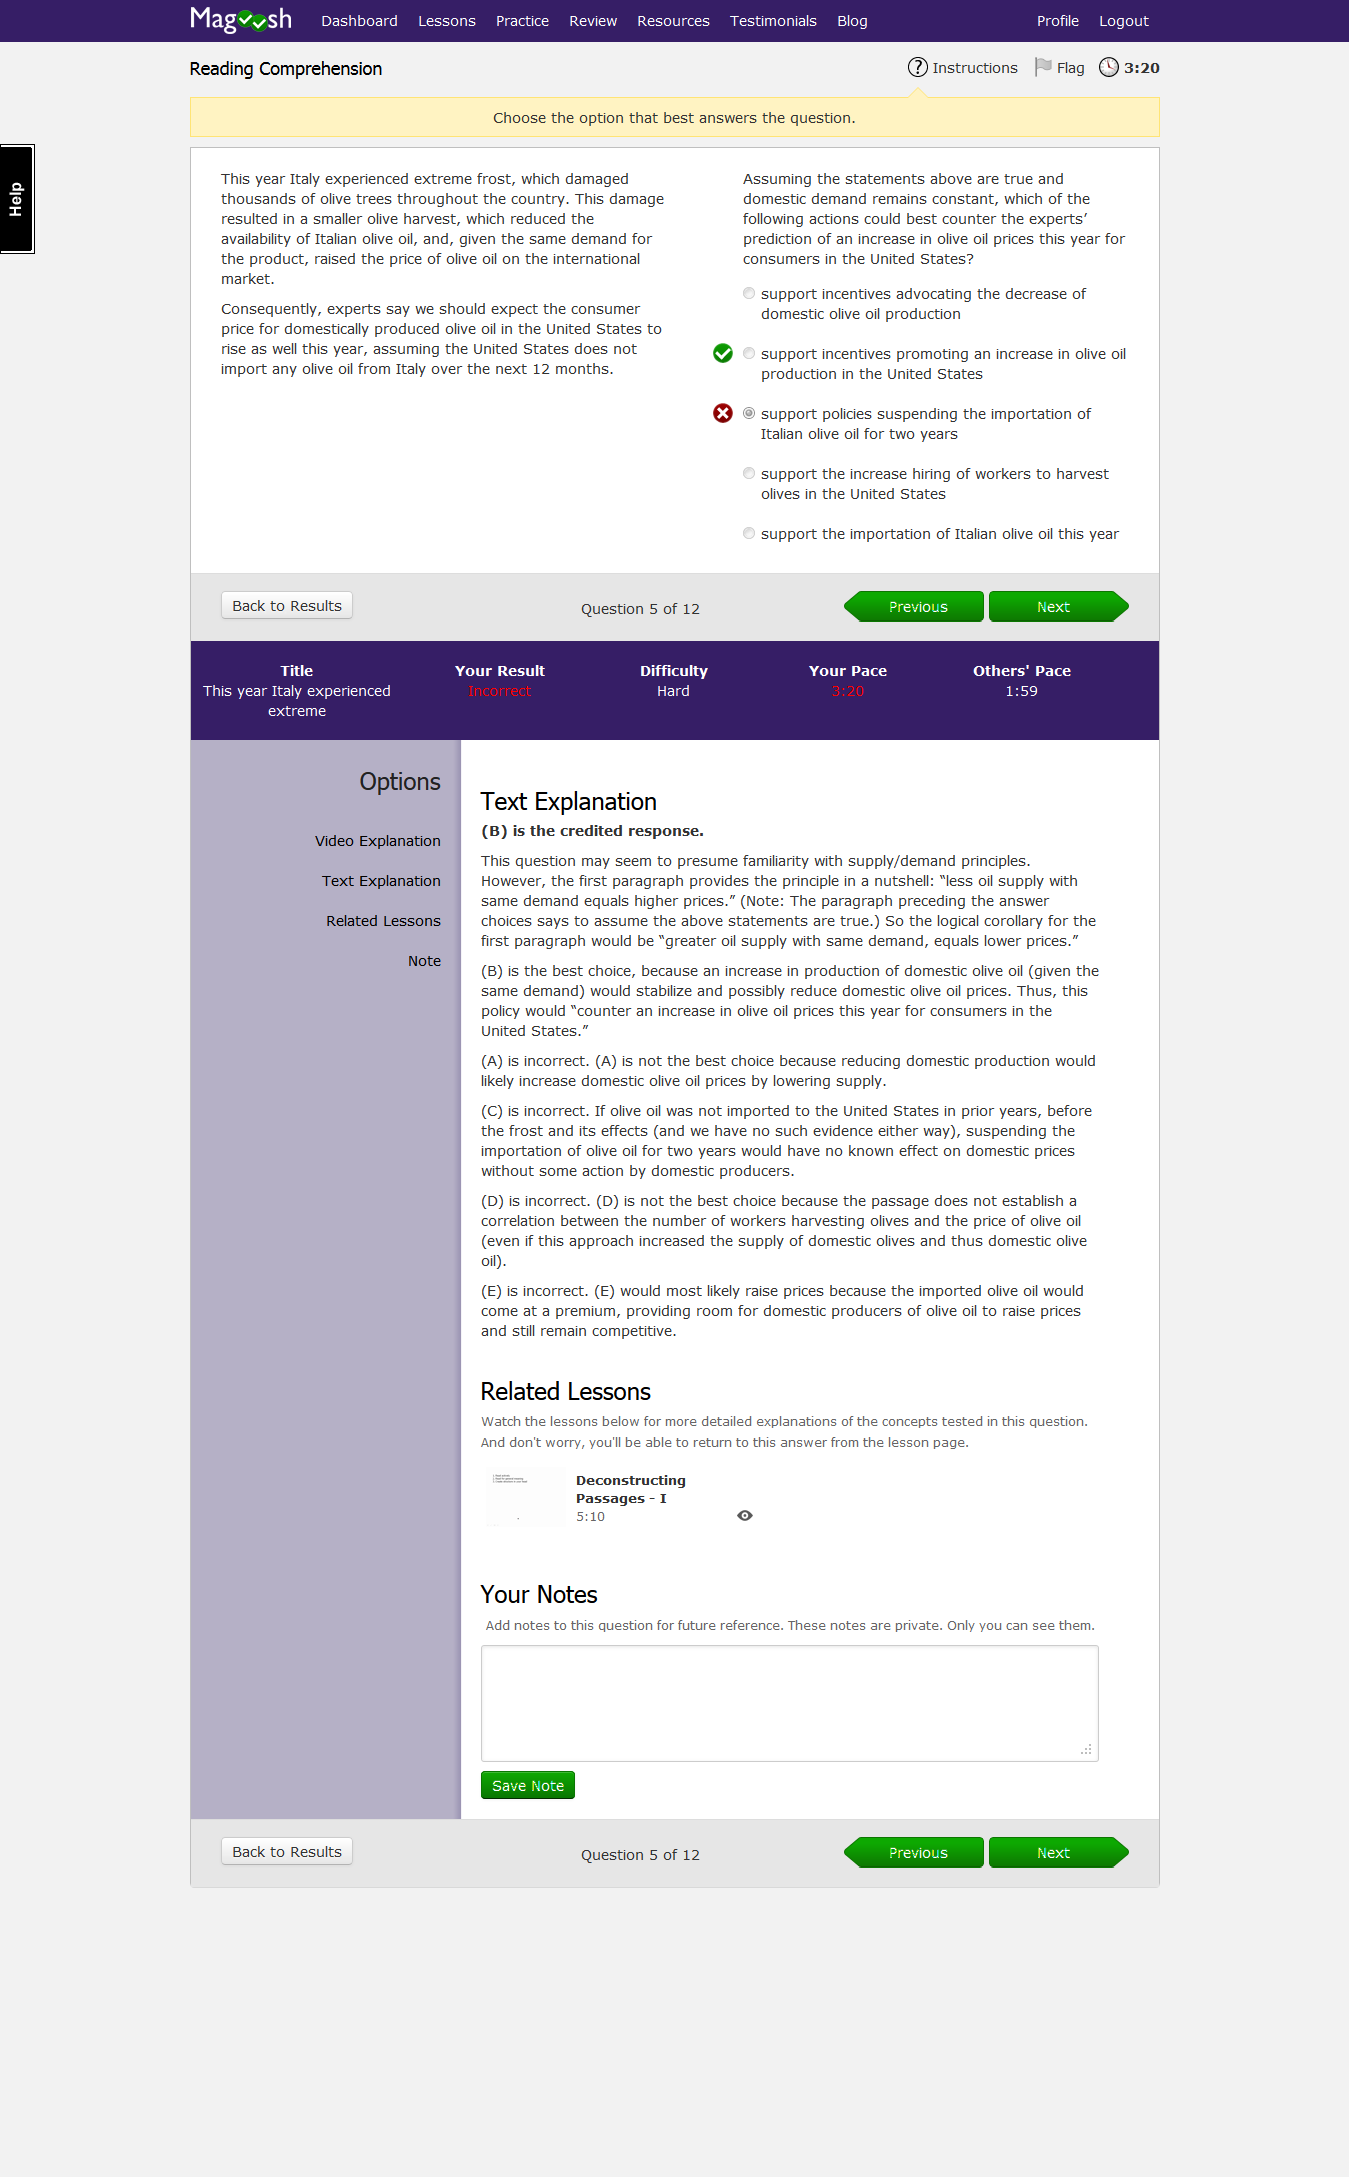 Magoosh Dashboard Lessons Practice Review Resources Testimonials Blog Profile Logout
Reading Comprehension Instructions Flag 3:20
Choose the option that best answers the question.
Help
This year Italy experienced extreme frost, which damaged
thousands of olive trees throughout the country. This damage
resulted in a smaller olive harvest, which reduced the
availability of Italian olive oil, and, given the same demand for
the product, raised the price of olive oil on the international
market.
Consequently, experts say we should expect the consumer
price for domestically produced olive oil in the United States to
rise as well this year, assuming the United States does not
import any olive oil from Italy over the next 12 months.
Assuming the statements above are true and
domestic demand remains constant, which of the
following actions could best counter the experts’
prediction of an increase in olive oil prices this year for
consumers in the United States?
support incentives advocating the decrease of
domestic olive oil production
support incentives promoting an increase in olive oil
production in the United States
support policies suspending the importation of
Italian olive oil for two years
support the increase hiring of workers to harvest
olives in the United States
support the importation of Italian olive oil this year
Back to Results Question 5 of 12 Previous Next
Title Your Result Difficulty Your Pace Others' Pace
This year Italy experienced Incorrect Hard 3:20 1:59
extreme
Options
Video Explanation
Text Explanation
Related Lessons
Note
Text Explanation
(B) is the credited response.
This question may seem to presume familiarity with supply/demand principles.
However, the first paragraph provides the principle in a nutshell: “less oil supply with
same demand equals higher prices.” (Note: The paragraph preceding the answer
choices says to assume the above statements are true.) So the logical corollary for the
first paragraph would be “greater oil supply with same demand, equals lower prices.”
(B) is the best choice, because an increase in production of domestic olive oil (given the
same demand) would stabilize and possibly reduce domestic olive oil prices. Thus, this
policy would “counter an increase in olive oil prices this year for consumers in the
United States.”
(A) is incorrect. (A) is not the best choice because reducing domestic production would
likely increase domestic olive oil prices by lowering supply.
(C) is incorrect. If olive oil was not imported to the United States in prior years, before
the frost and its effects (and we have no such evidence either way), suspending the
importation of olive oil for two years would have no known effect on domestic prices
without some action by domestic producers.
(D) is incorrect. (D) is not the best choice because the passage does not establish a
correlation between the number of workers harvesting olives and the price of olive oil
(even if this approach increased the supply of domestic olives and thus domestic olive
oil).
(E) is incorrect. (E) would most likely raise prices because the imported olive oil would
come at a premium, providing room for domestic producers of olive oil to raise prices
and still remain competitive.
Related Lessons
Watch the lessons below for more detailed explanations of the concepts tested in this question.
And don't worry, you'll be able to return to this answer from the lesson page.
Deconstructing
Passages - I
5:10
Your Notes
Add notes to this question for future reference. These notes are private. Only you can see them.
Save Note
Back to Results Question 5 of 12 Previous Next